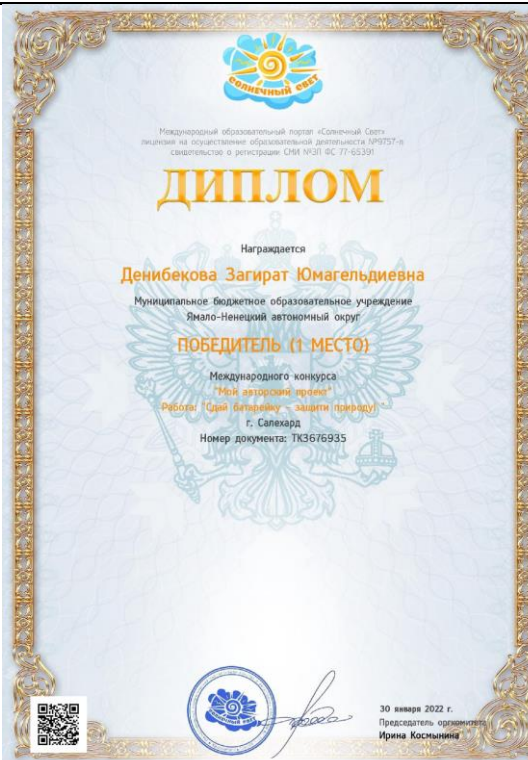 СОЛНЕЧНЫЙ СВЕТ
Международный образовательный портал «Солнечный Свет»
лицензия на осуществление образовательной деятельности №9757-л
свидетельство о регистрации СМИ №ЭЛ ФС 77-65391
ДИПЛОМ
Награждается
Денибекова Загират Юмагельдиевна
Муниципальное бюджетное образовательное учреждение
Ямало-Ненецкий автономный округ
ПОБЕДИТЕЛЬ (1 МЕСТО)
Международного конкурса
"Мой авторский проект"
Работа: "Сдай батарейку – защити природу! "
г. Салехард
Номер документа: ТК3676935
СОЛНЕЧНЫЙ СВЕТ
30 января 2022 г.
Председатель оргкомитета
Ирина Космынина